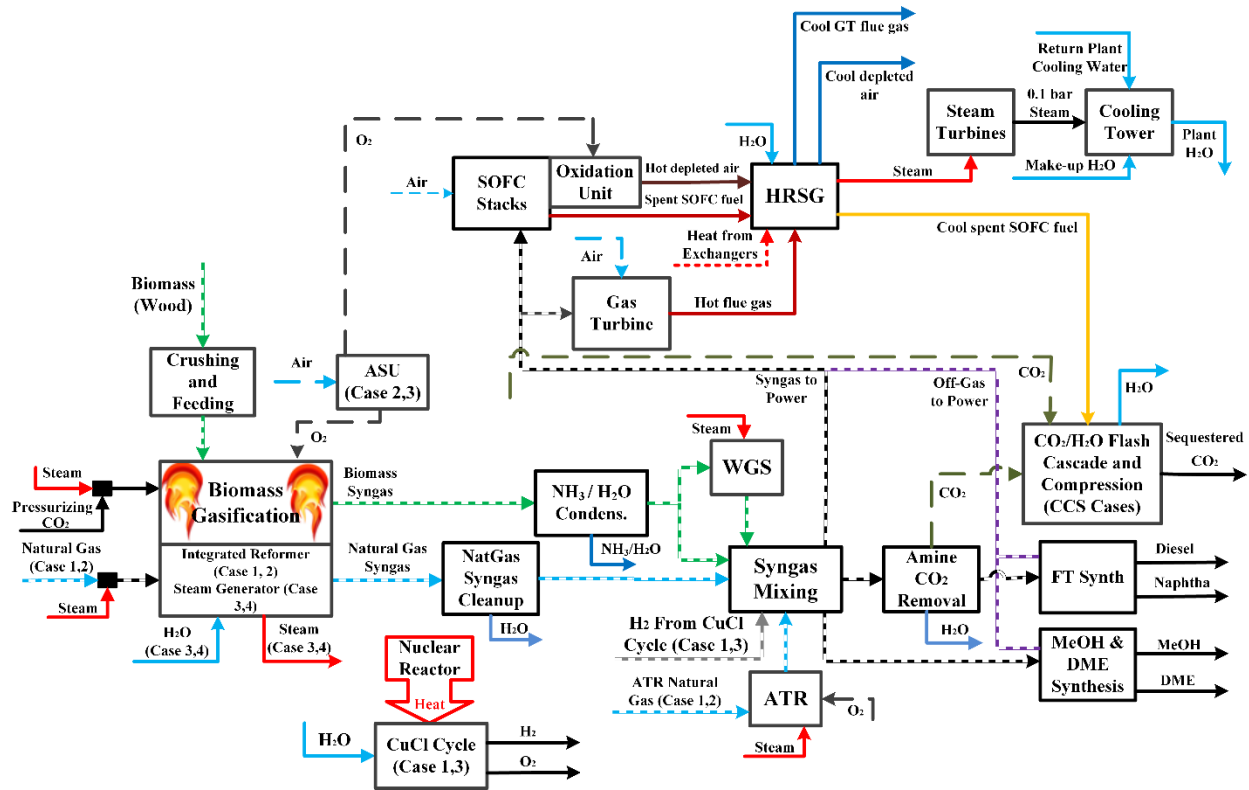 Cool GT flue gas
Cool depleted
air
Return Plant
Cooling Water
0.1 bar
Steam
Steam
Turbines
Cooling
Tower
Plant
H₂O
Make-up H₂O
O₂
H₂O
Air
SOFC
Stacks
Oxidation
Unit
Hot depleted air
Spent SOFC fuel
HRSG
Steam
Cool spent SOFC fuel
Heat from
Exchangers
Air
Gas
Turbine
Hot flue gas
Biomass
(Wood)
Crushing
and
Feeding
Air
ASU
(Case 2,3)
O₂
Syngas to
Power
Off-Gas
to Power
CO₂
H₂O
CO₂/H₂O Flash
Cascade and
Compression
(CCS Cases)
Sequestered
CO₂
Steam
Pressurizing
CO₂
Biomass
Gasification
Biomass
Syngas
NH₃ / H₂O
Condens.
NH₃/H₂O
Steam
WGS
CO₂
Natural Gas
(Case 1,2)
Steam
Integrated Reformer
(Case 1, 2)
Steam Generator (Case
3,4)
Natural Gas
Syngas
NatGas
Syngas
Cleanup
H₂O
Syngas
Mixing
Amine
CO₂
Removal
H₂O
FT Synth
Diesel
Naphtha
H₂O
(Case 3,4)
Steam
(Case 3,4)
H₂ From CuCl
Cycle (Case 1,3)
MeOH &
DME
Synthesis
MeOH
DME
Nuclear
Reactor
Heat
ATR Natural
Gas (Case 1,2)
ATR
O₂
Steam
H₂O
CuCl Cycle
(Case 1,3)
H₂
O₂